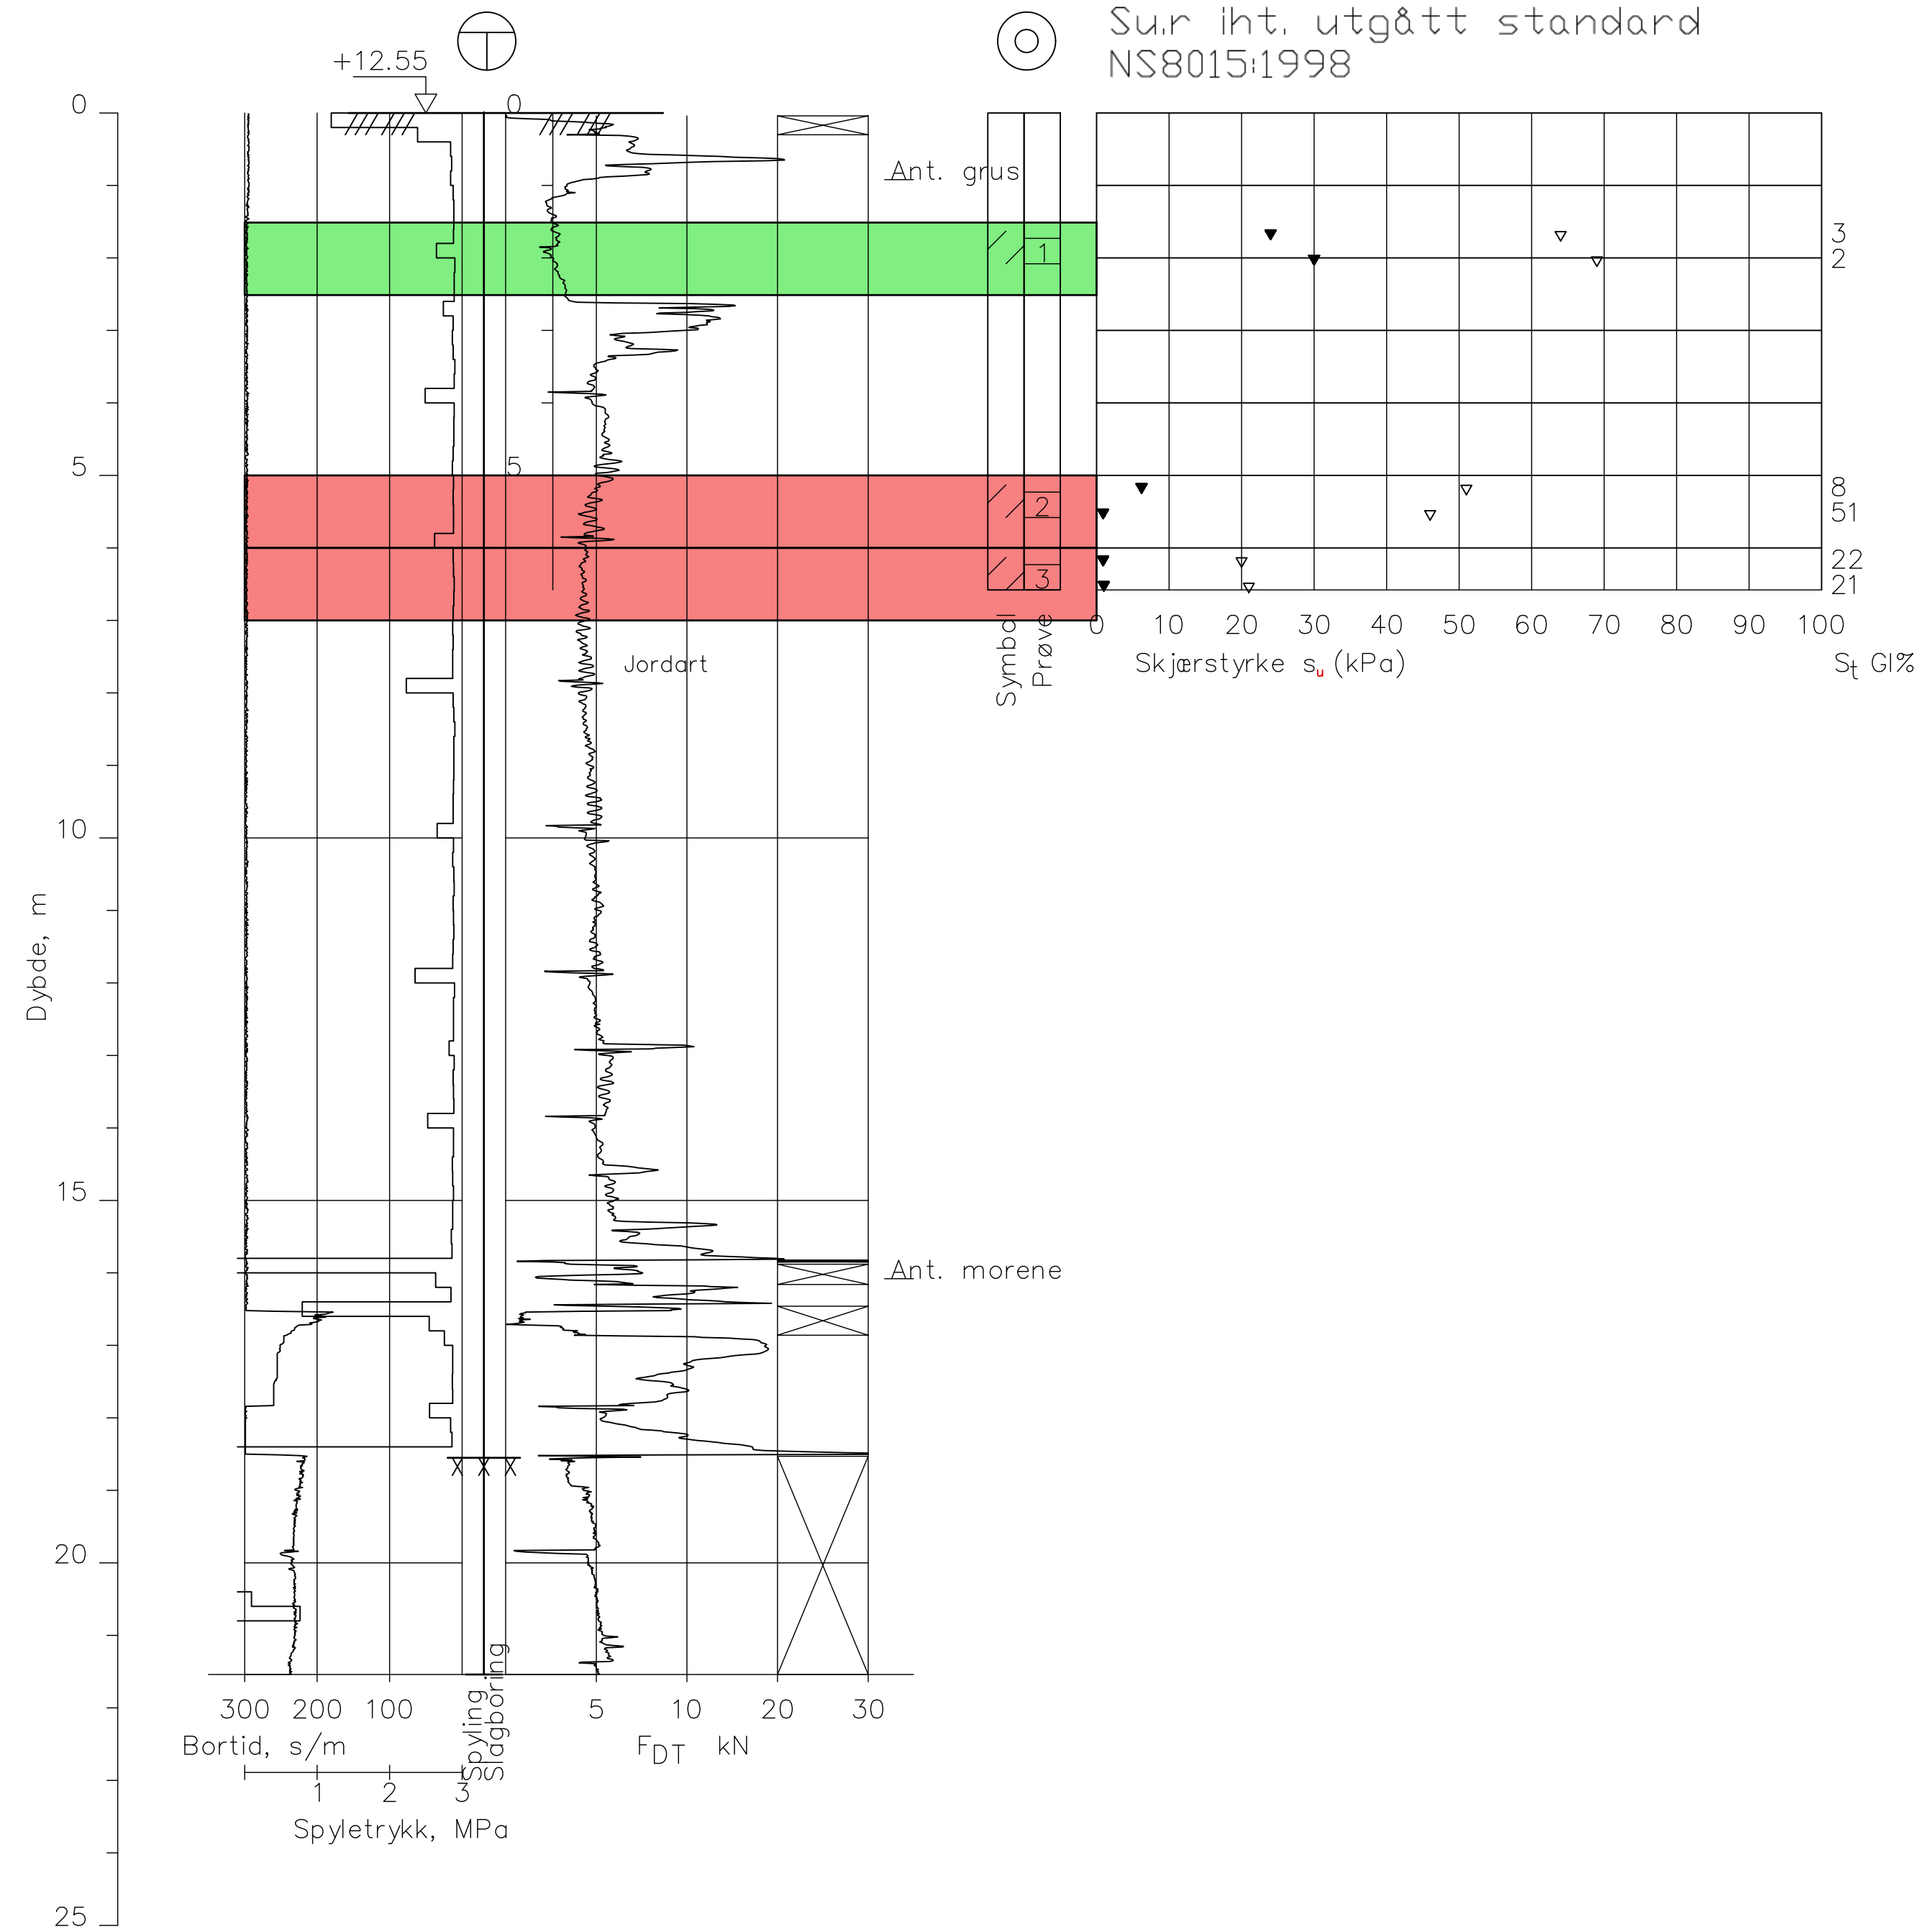 Su.r iht. utgått standard
NS8015:1998
+12.55
0
0
Ant. grus
3
1
2
5
5
8
2
51
22
3
21
0 10 20 30 40 50 60 70 80 90 100
Symbol
Prøve
Jordart
Skjærstyrke su (kPa)
St Gl%
10
Dybde, m
15
Ant. morene
20
300 200 100
5 10 20 30
Spyling
Slagboring
Bortid, s/m
FDT kN
1 2 3
Spyletrykk, MPa
25